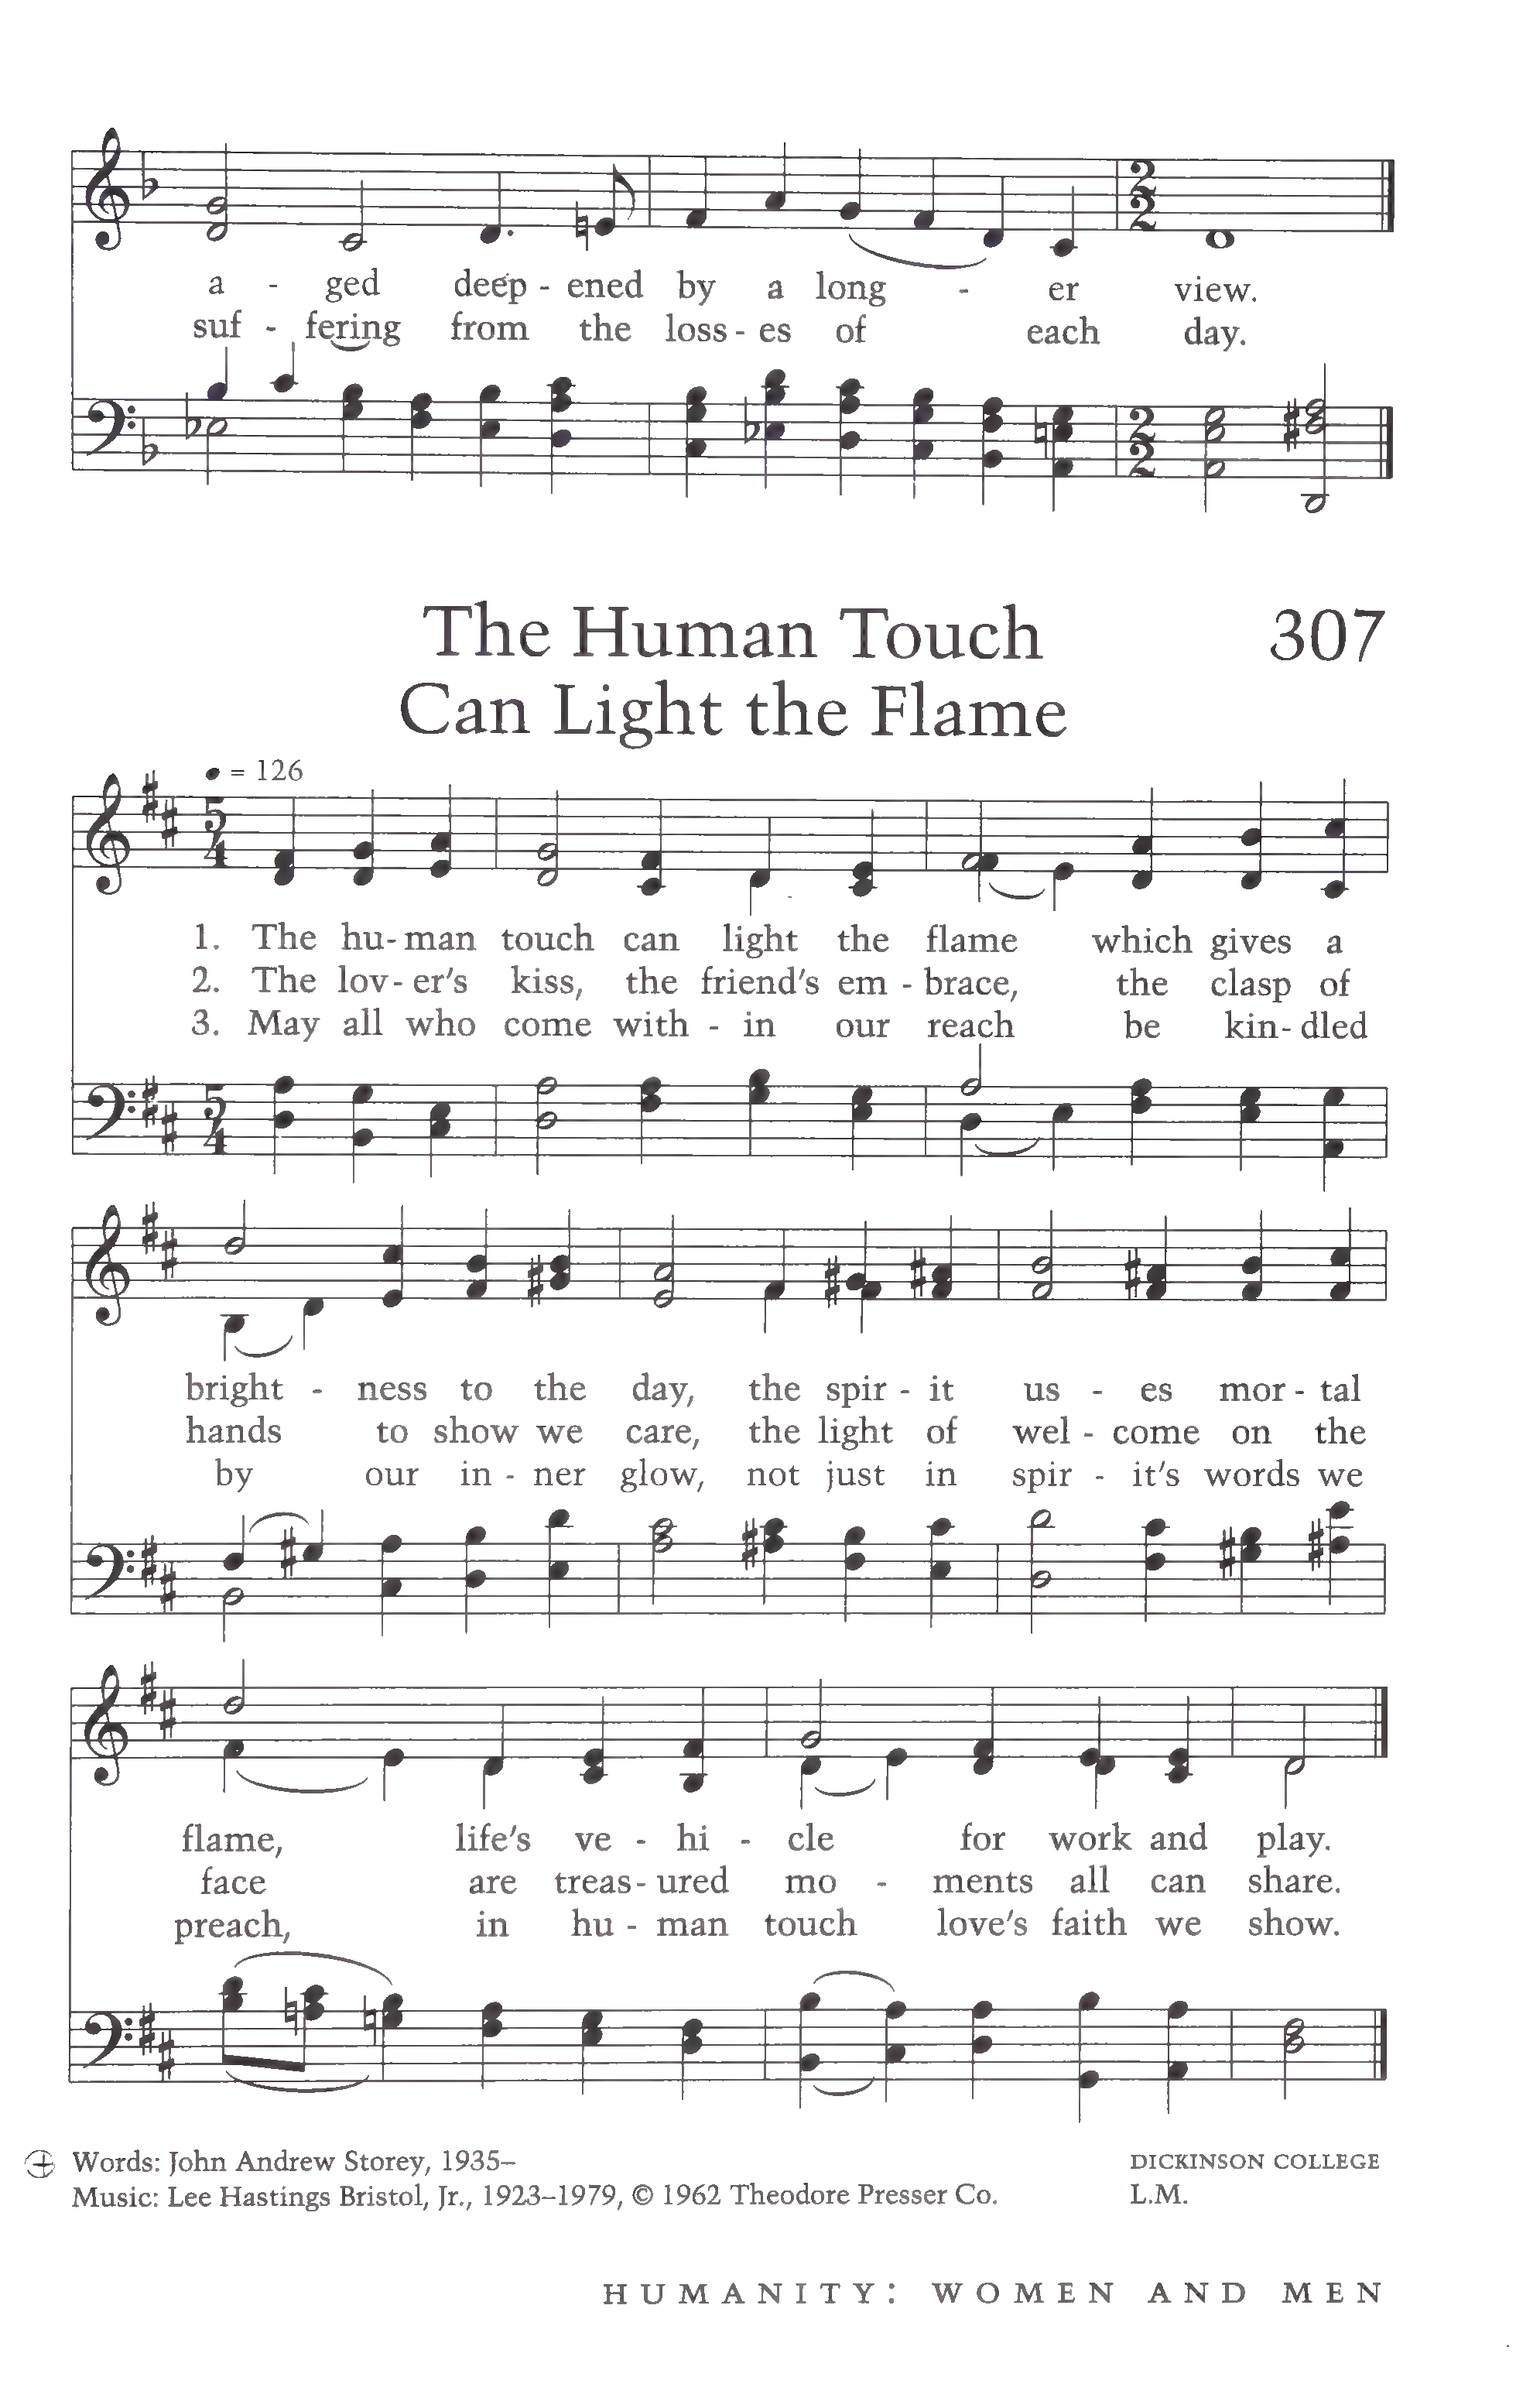 a - ged deep - ened by a long - er view.
suf - fering from the loss - es of each day.
The Human Touch 307
Can Light the Flame
= 126
1. The hu - man touch can light the flame which gives a
2. The lov - er's kiss, the friend's em - brace, the clasp of
3. May all who come with - in our reach be kin - dled
bright - ness to the day, the spir - it us - es mor - tal
hands to show we care, the light of wel - come on the
by our in - ner glow, not just in spir - it's words we
flame, life's ve - hi - cle for work and play.
face are treas - ured mo - ments all can share.
preach, in hu - man touch love's faith we show.
Words: John Andrew Storey, 1935– DICKINSON COLLEGE
Music: Lee Hastings Bristol, Jr., 1923–1979, © 1962 Theodore Presser Co. L.M.
HUMANITY: WOMEN AND MEN